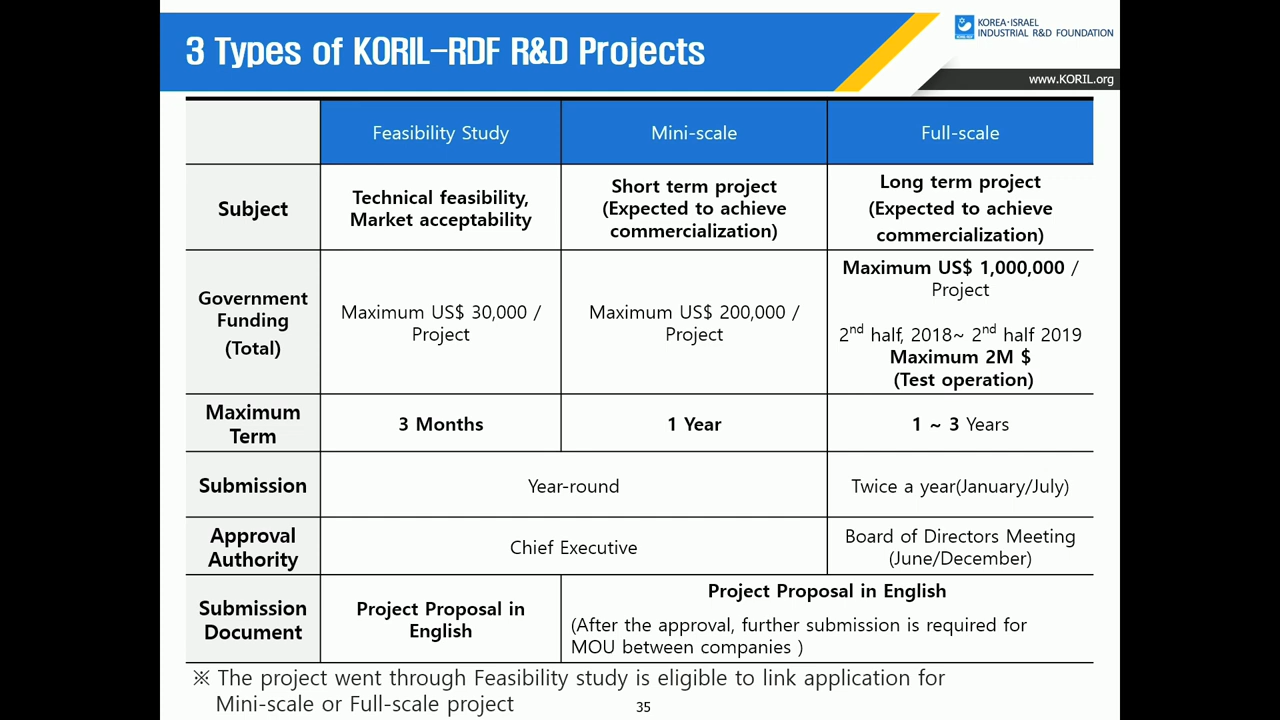 3 Types of KORIL-RDF R&D Projects
KOREA·ISRAEL
INDUSTRIAL R&D FOUNDATION
www.KORIL.org
Feasibility Study
Mini-scale
Full-scale
Subject
Technical feasibility,
Market acceptability
Short term project
(Expected to achieve
commercialization)
Long term project
(Expected to achieve
commercialization)
Government
Funding
(Total)
Maximum US$ 30,000 /
Project
Maximum US$ 200,000 /
Project
Maximum US$ 1,000,000 /
Project
2nd half, 2018~ 2nd half 2019
Maximum 2M $
(Test operation)
Maximum
Term
3 Months
1 Year
1 ~ 3 Years
Submission
Year-round
Twice a year(January/July)
Approval
Authority
Chief Executive
Board of Directors Meeting
(June/December)
Submission
Document
Project Proposal in
English
Project Proposal in English
(After the approval, further submission is required for
MOU between companies )
※ The project went through Feasibility study is eligible to link application for
Mini-scale or Full-scale project
35